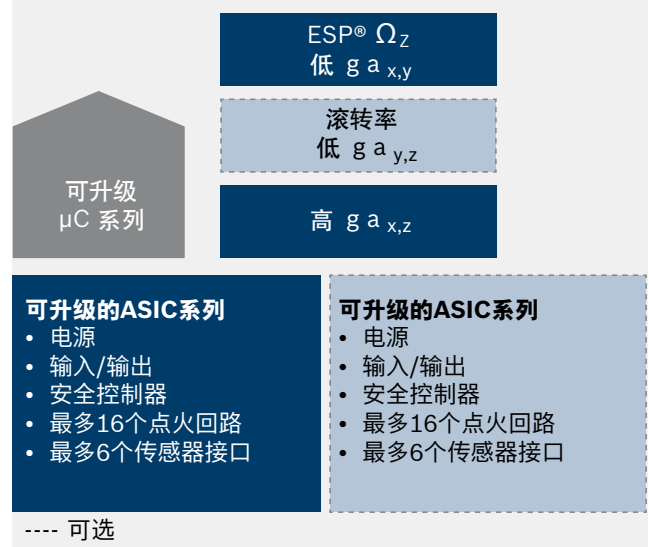 ESP® Ωz
低 g a x,y
滚转率
低 g a y,z
可升级
μC 系列
高 g a x,z
可升级的ASIC系列
• 电源
• 输入/输出
• 安全控制器
• 最多16个点火回路
• 最多6个传感器接口
可升级的ASIC系列
• 电源
• 输入/输出
• 安全控制器
• 最多16个点火回路
• 最多6个传感器接口
---- 可选